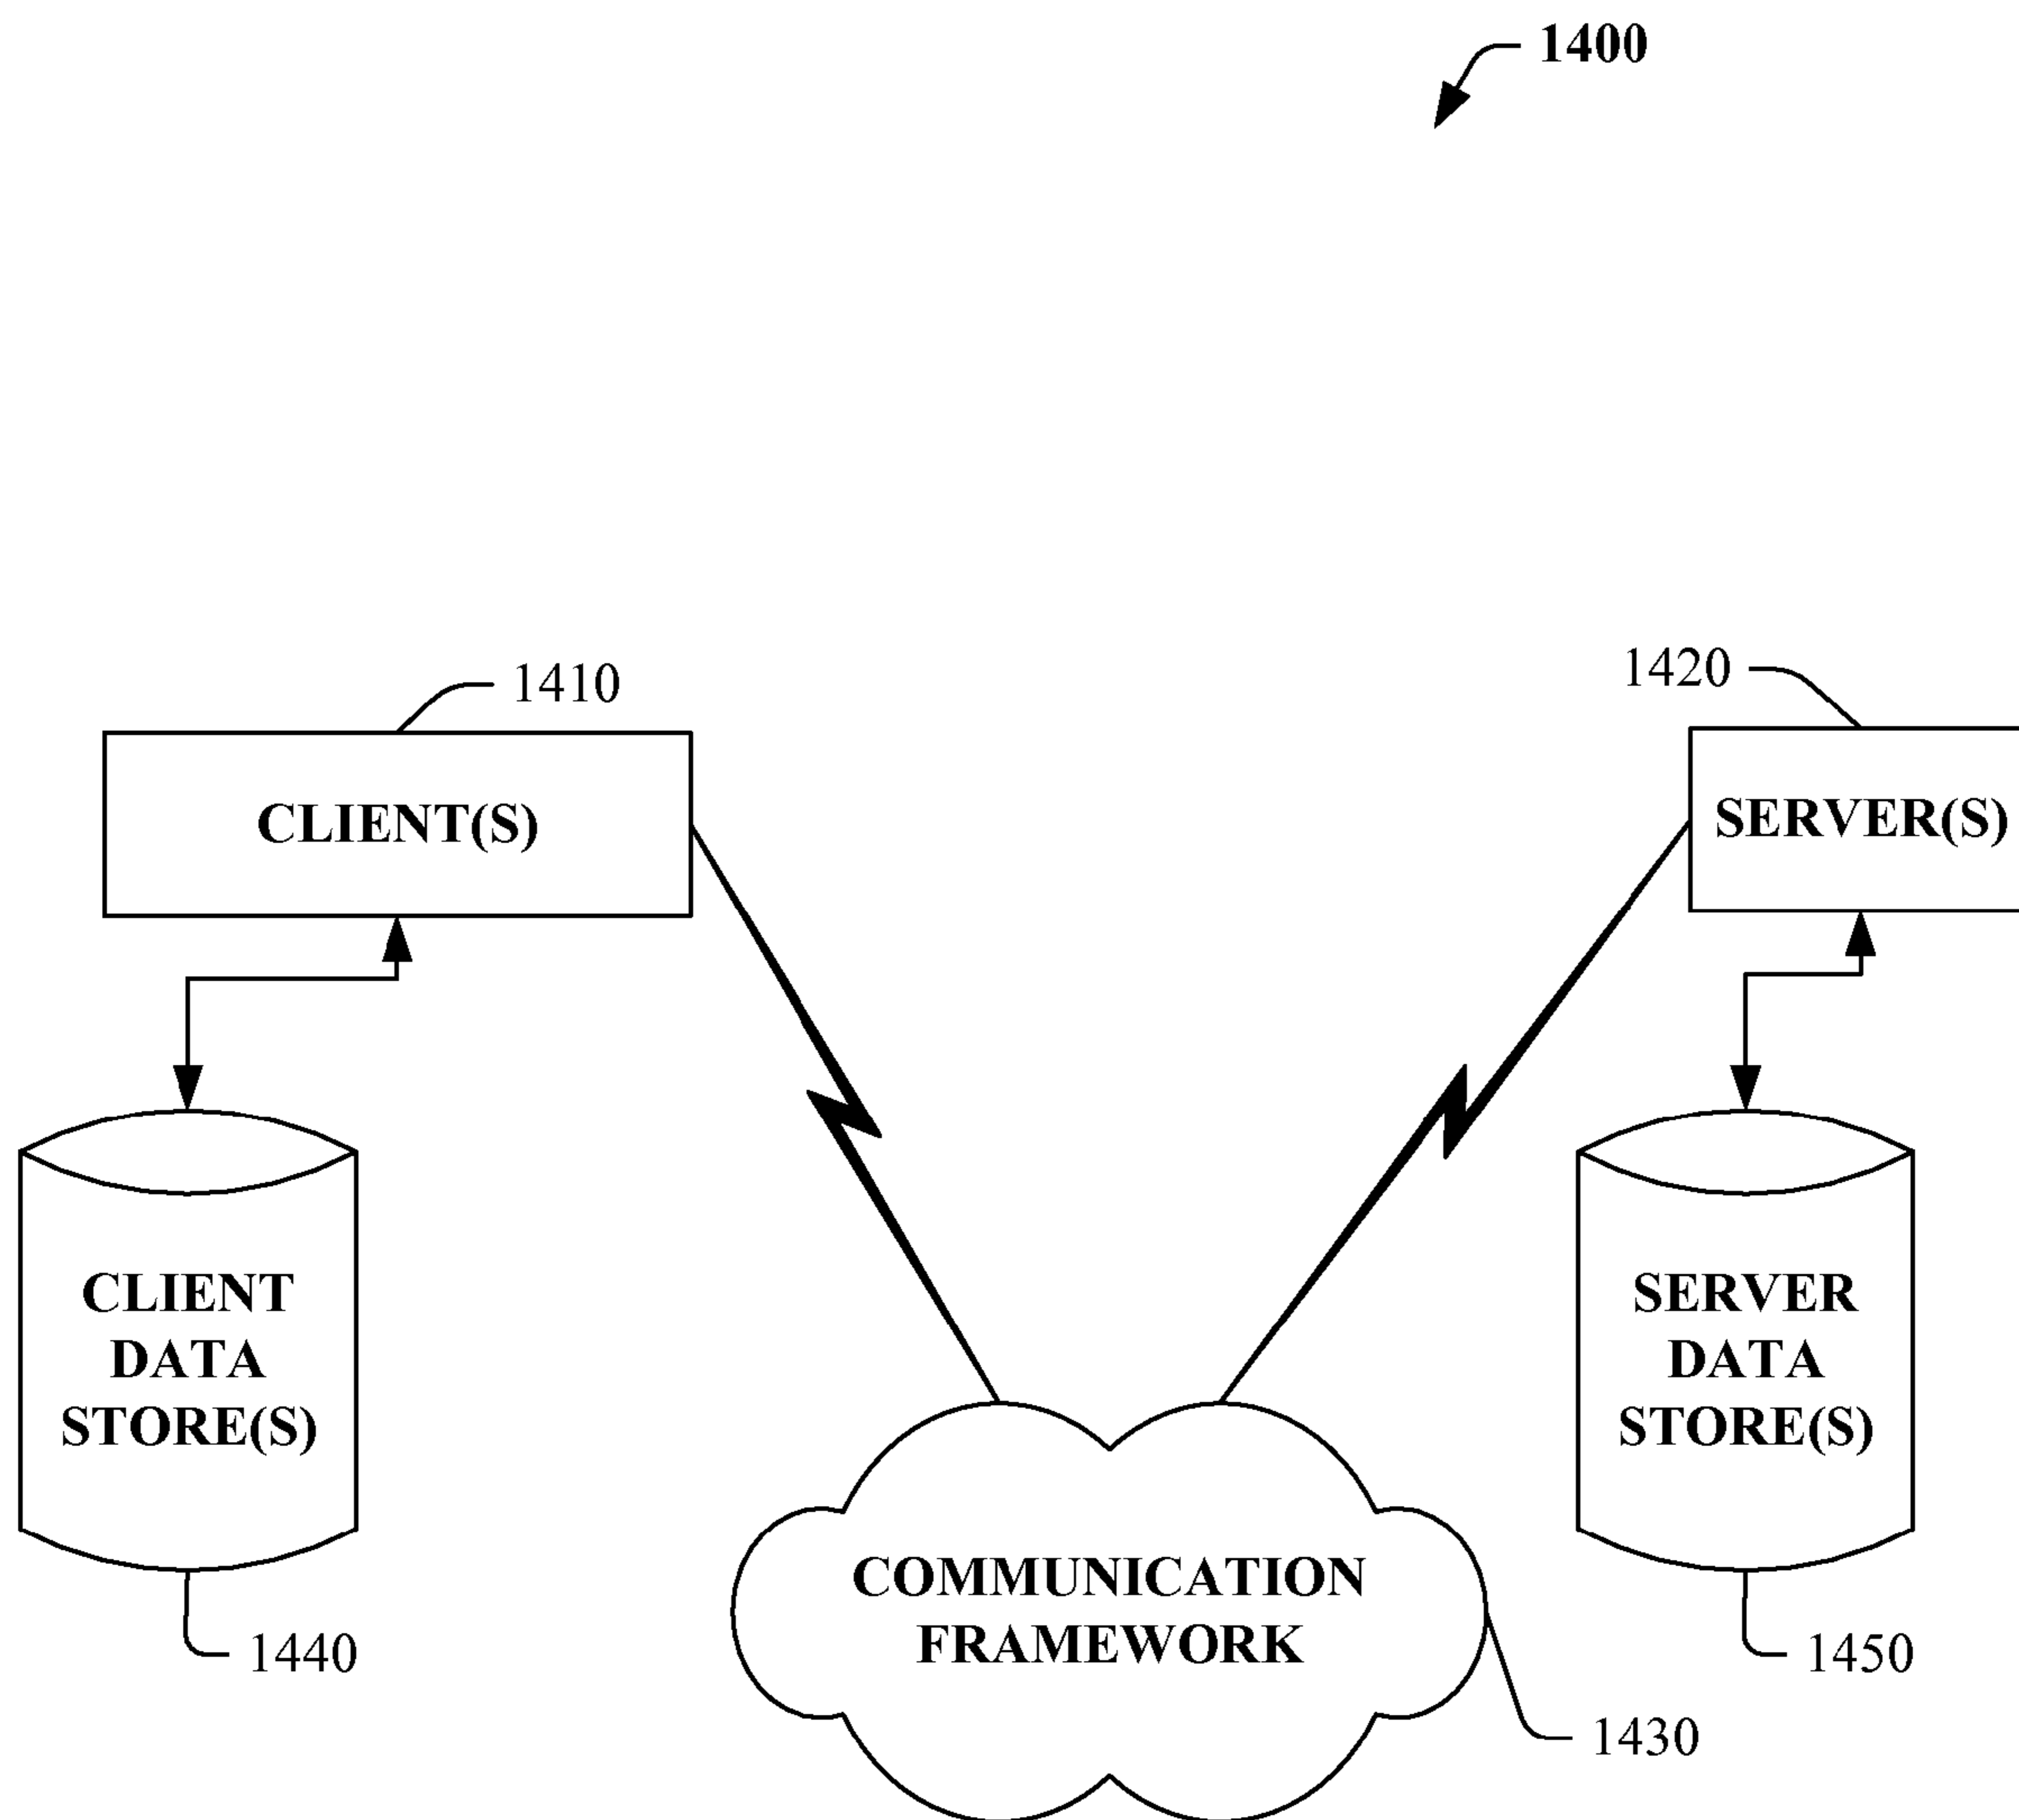 1400
1410
1420
CLIENT(S)
SERVER(S)
CLIENT
DATA
STORE(S)
SERVER
DATA
STORE(S)
COMMUNICATION
FRAMEWORK
1440
1450
1430